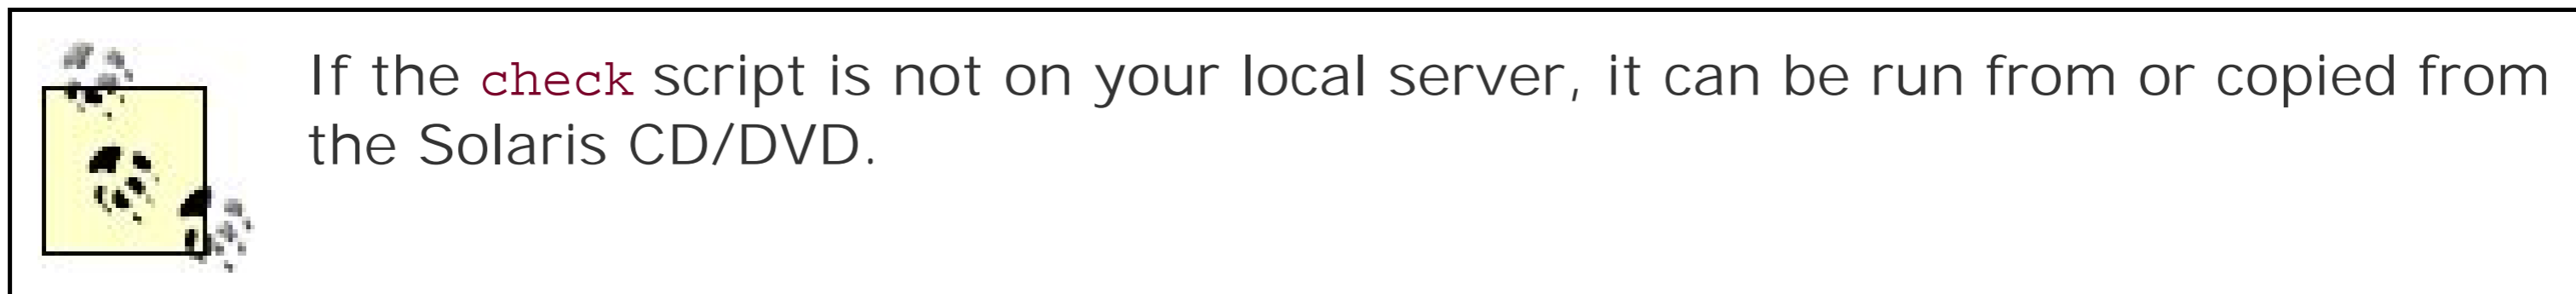 If the check script is not on your local server, it can be run from or copied from
the Solaris CD/DVD.